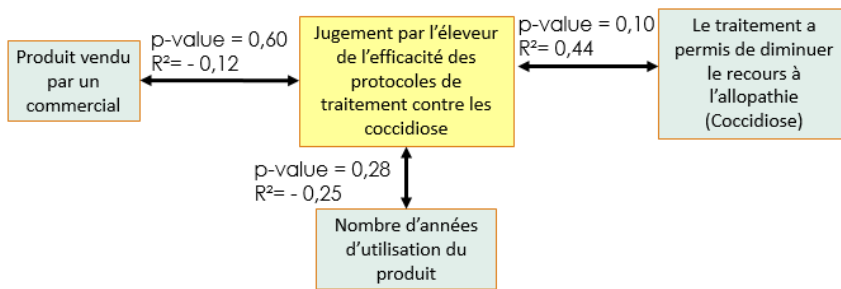 Produit vendu
par un
commercial
p-value = 0,60
R²= - 0,12
Jugement par l'éleveur
de l'efficacité des
protocoles de
traitement contre les
coccidiose
p-value = 0,10
R²= 0,44
Le traitement a
permis de diminuer
le recours à
l'allopathie
(Coccidiose)
p-value = 0,28
R²= - 0,25
Nombre d'années
d'utilisation du
produit